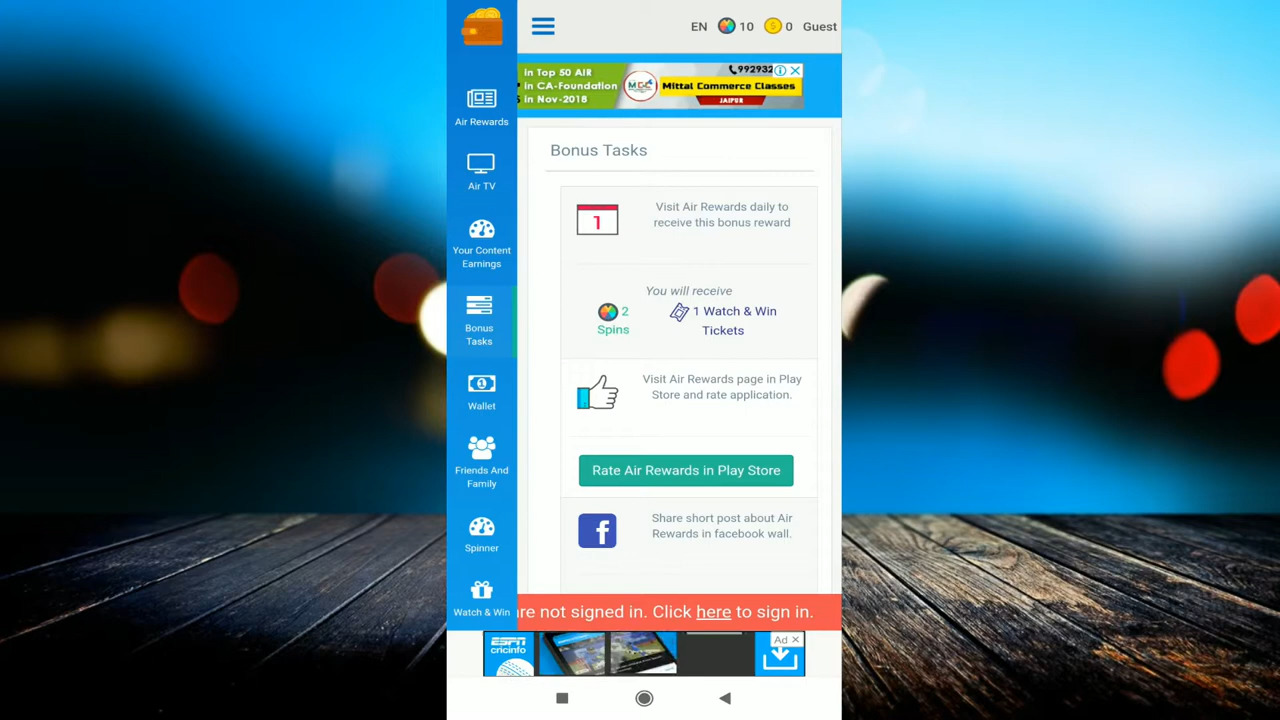 EN 10 $ 0 Guest
in Top 50 AIR
in CA-Foundation
in Nov-2018
MCC
992932
Mittal Commerce Classes
JAIPUR
Air Rewards
Air TV
Your Content
Earnings
Bonus
Tasks
1
Wallet
Friends And
Family
Spinner
Watch & Win
Bonus Tasks
1
Visit Air Rewards daily to
receive this bonus reward
You will receive
2
Spins
1 Watch & Win
Tickets
Visit Air Rewards page in Play
Store and rate application.
Rate Air Rewards in Play Store
f
Share short post about Air
Rewards in facebook wall.
re not signed in. Click here to sign in.
ESPN
cricinfo
Ad